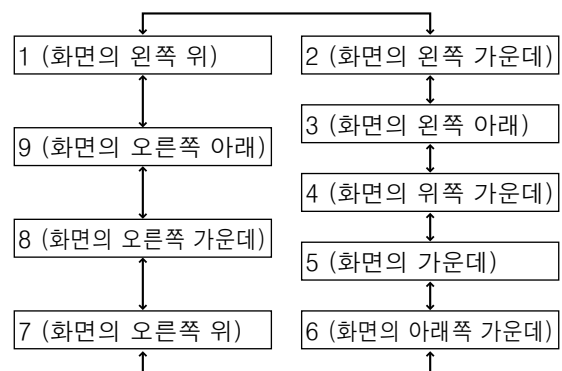 1 (화면의 왼쪽 위)
2 (화면의 왼쪽 가운데)
3 (화면의 왼쪽 아래)
9 (화면의 오른쪽 아래)
4 (화면의 위쪽 가운데)
8 (화면의 오른쪽 가운데)
5 (화면의 가운데)
7 (화면의 오른쪽 위)
6 (화면의 아래쪽 가운데)